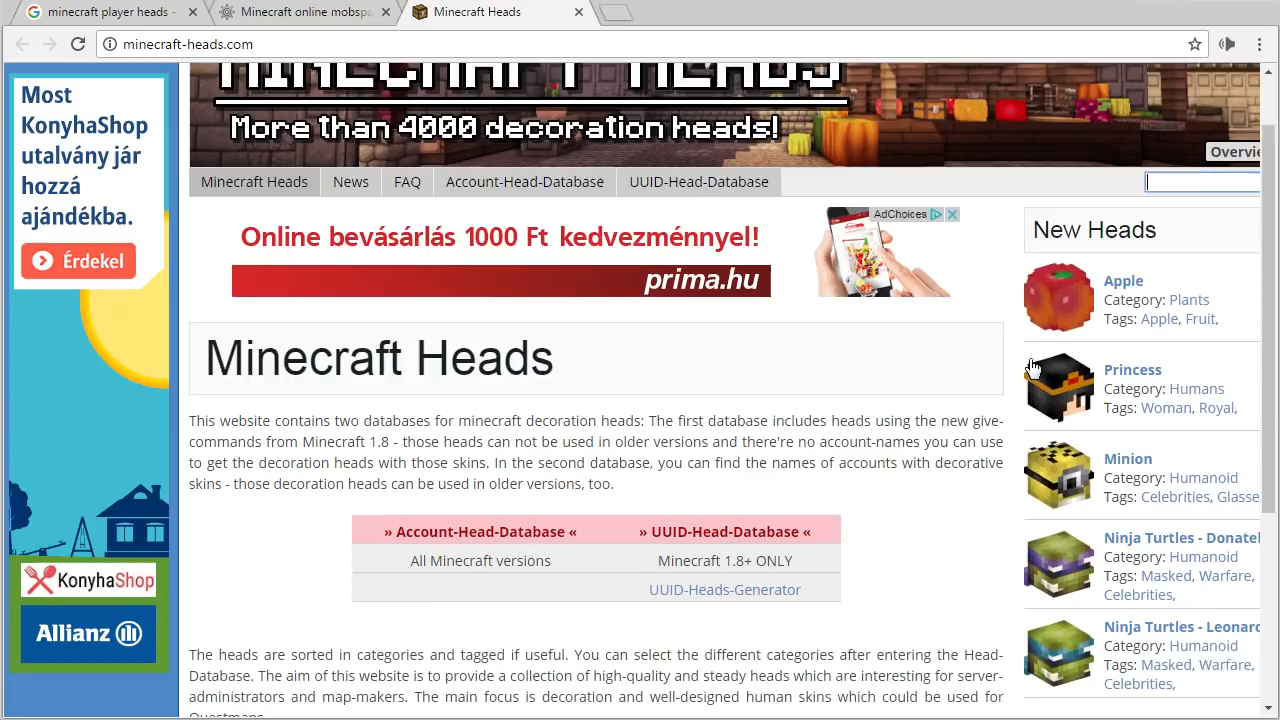 minecraft player heads -
Minecraft online mobspa
Minecraft Heads
minecraft-heads.com
Most
KonyhaShop
utalvány jár
hozzá
ajándékba.
Érdekel
KonyhaShop
Allianz
MINECRAFT HEADS
More than 4000 decoration heads!
Overvie
Minecraft Heads News FAQ Account-Head-Database UUID-Head-Database
Online bevásárlás 1000 Ft kedvezménnyel!
prima.hu
AdChoices
Minecraft Heads
This website contains two databases for minecraft decoration heads: The first database includes heads using the new give-
commands from Minecraft 1.8 - those heads can not be used in older versions and there're no account-names you can use
to get the decoration heads with those skins. In the second database, you can find the names of accounts with decorative
skins - those decoration heads can be used in older versions, too.
» Account-Head-Database « » UUID-Head-Database «
All Minecraft versions Minecraft 1.8+ ONLY
UUID-Heads-Generator
The heads are sorted in categories and tagged if useful. You can select the different categories after entering the Head-
Database. The aim of this website is to provide a collection of high-quality and steady heads which are interesting for server-
administrators and map-makers. The main focus is decoration and well-designed human skins which could be used for
Questmans.
New Heads
Apple
Category: Plants
Tags: Apple, Fruit,
Princess
Category: Humans
Tags: Woman, Royal,
Minion
Category: Humanoid
Tags: Celebrities, Glasse
Ninja Turtles - Donatel
Category: Humanoid
Tags: Masked, Warfare,
Celebrities,
Ninja Turtles - Leonard
Category: Humanoid
Tags: Masked, Warfare,
Celebrities,